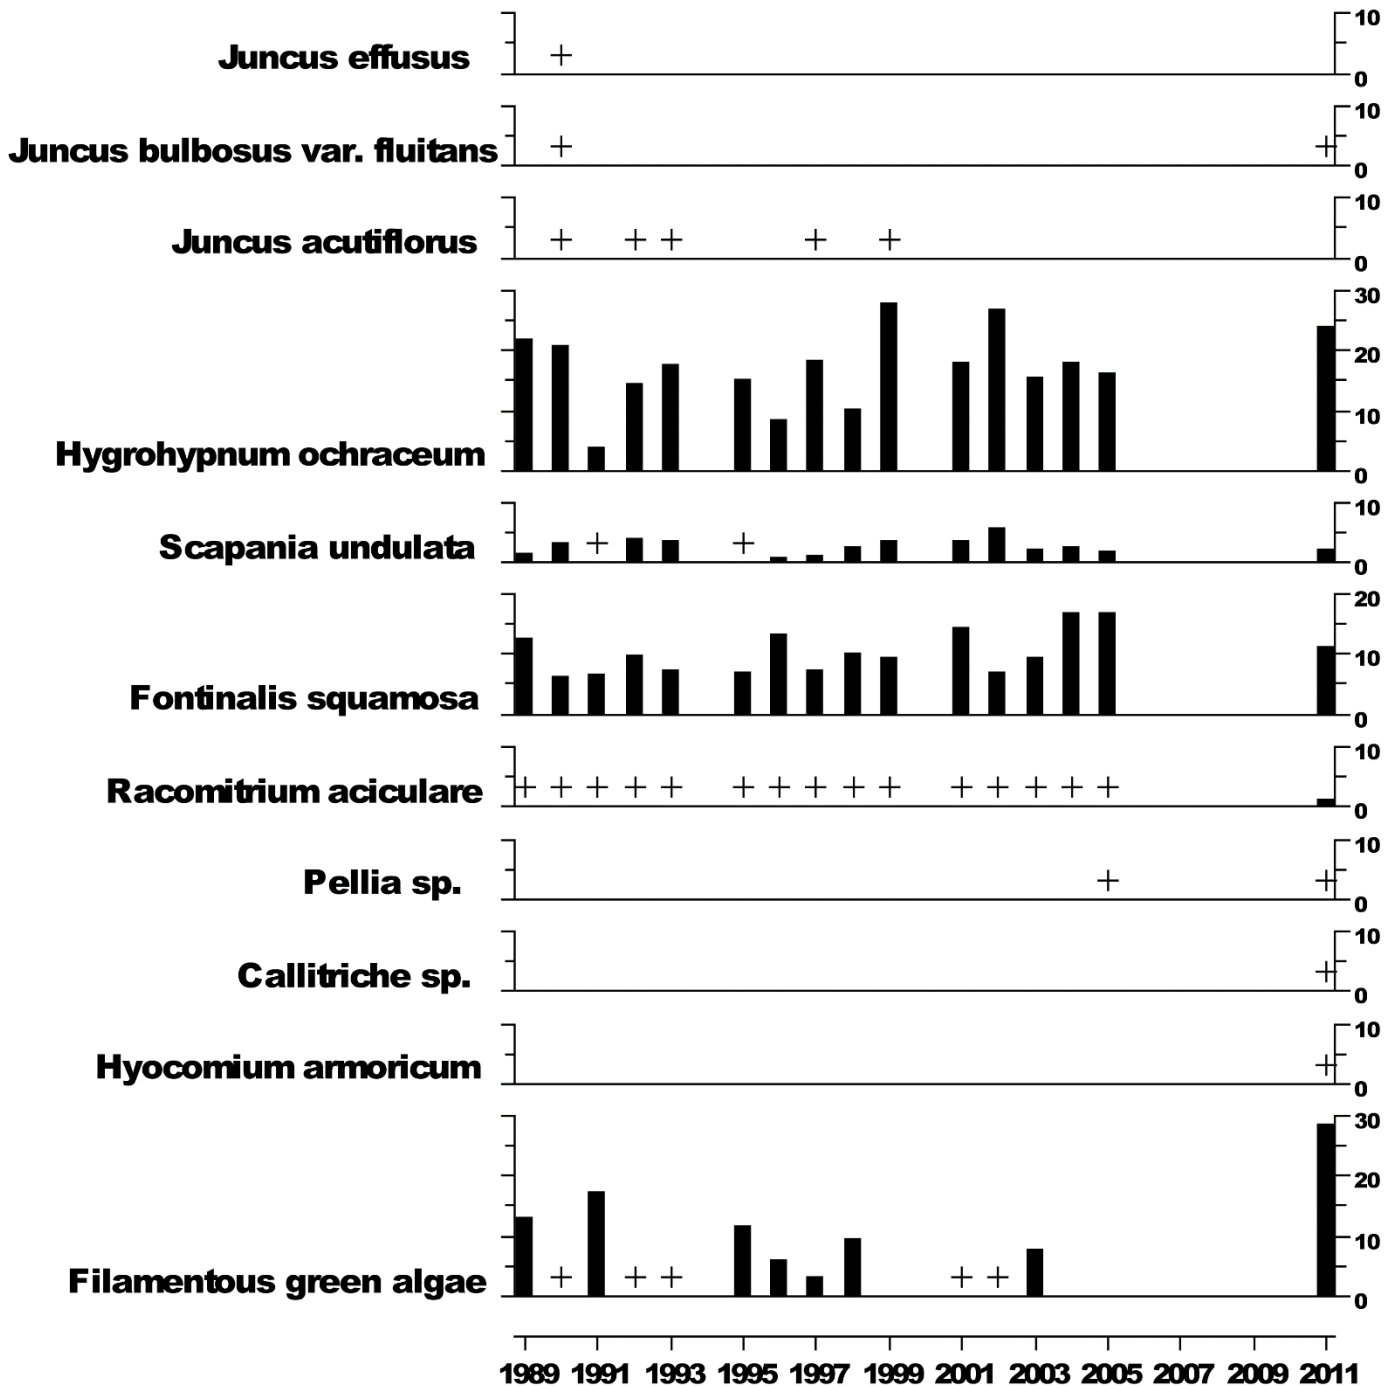 10
Juncus effusus
0
10
Juncus bulbosus var. fluitans
0
10
Juncus acutiflorus
0
30
20
10
Hygrohypnum ochraceum
0
10
Scapania undulata
0
20
10
Fontinalis squamosa
0
10
Racomitrium aciculare
0
10
Pellia sp.
0
10
Callitriche sp.
0
10
Hyocomium armoricum
0
30
20
10
Filamentous green algae
0
1989 1991 1993 1995 1997 1999 2001 2003 2005 2007 2009 2011